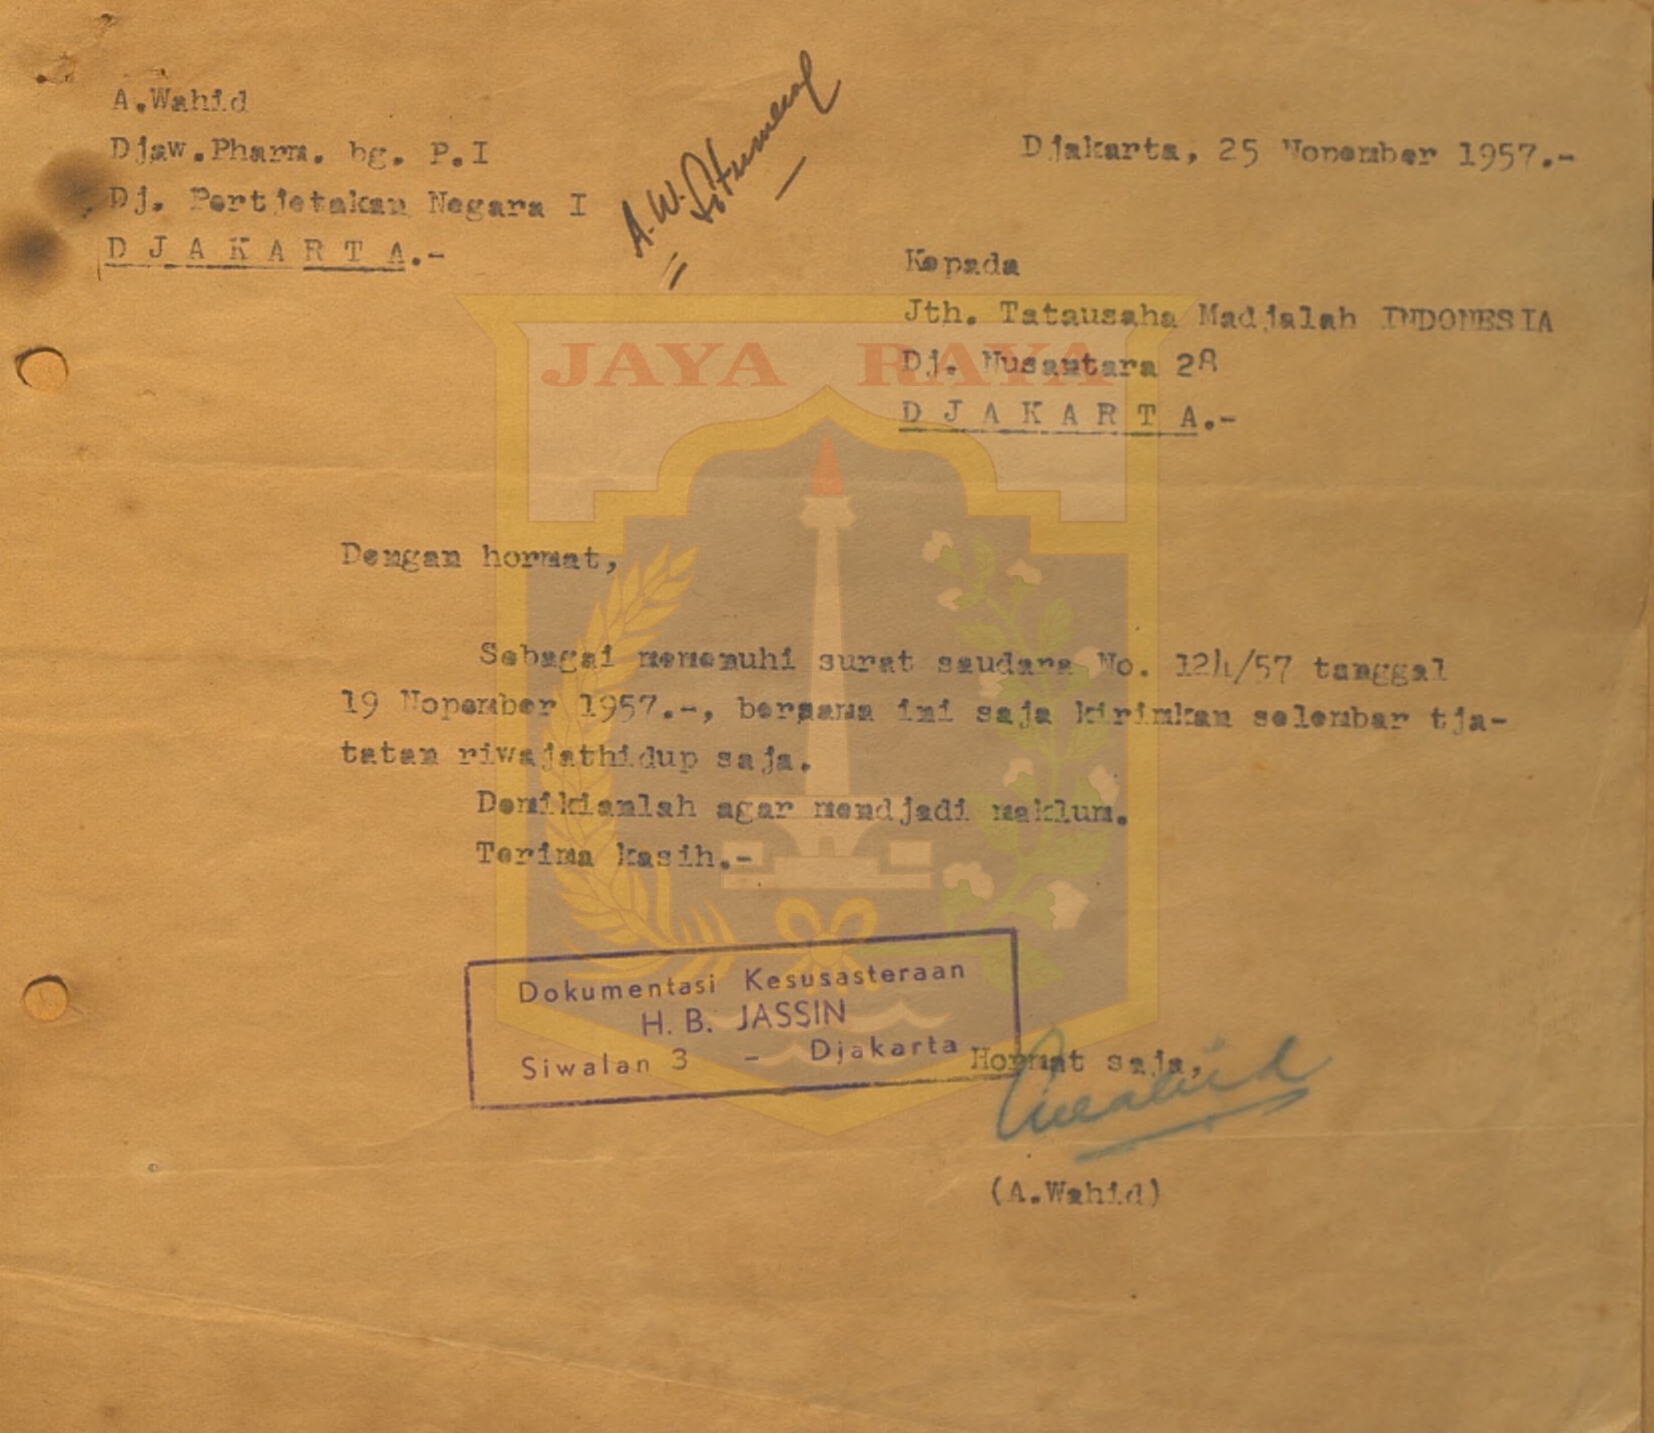 A.Wahid
Djaw.Pharm. bg. P.I
Dj. Pertjetakan Negara I
D J A K A R T A.-
A.W. Situmeang
Djakarta, 25 Nopember 1957.-
Kepada
Jth. Tatausaha Madjalah INDONESIA
Dj. Nusantara 28
D J A K A R T A.-
JAYA RAYA
Dengan hormat,
Sebagai memenuhi surat saudara No. 124/57 tanggal
19 Nopember 1957.-, bersama ini saja kirimkan selembar tja-
tatan riwajathidup saja.
Demikianlah agar mendjadi maklum.
Terima kasih.-
Dokumentasi Kesusasteraan
H. B. JASSIN
Siwalan 3 - Djakarta
Hormat saja,
Awahid
(A.Wahid)